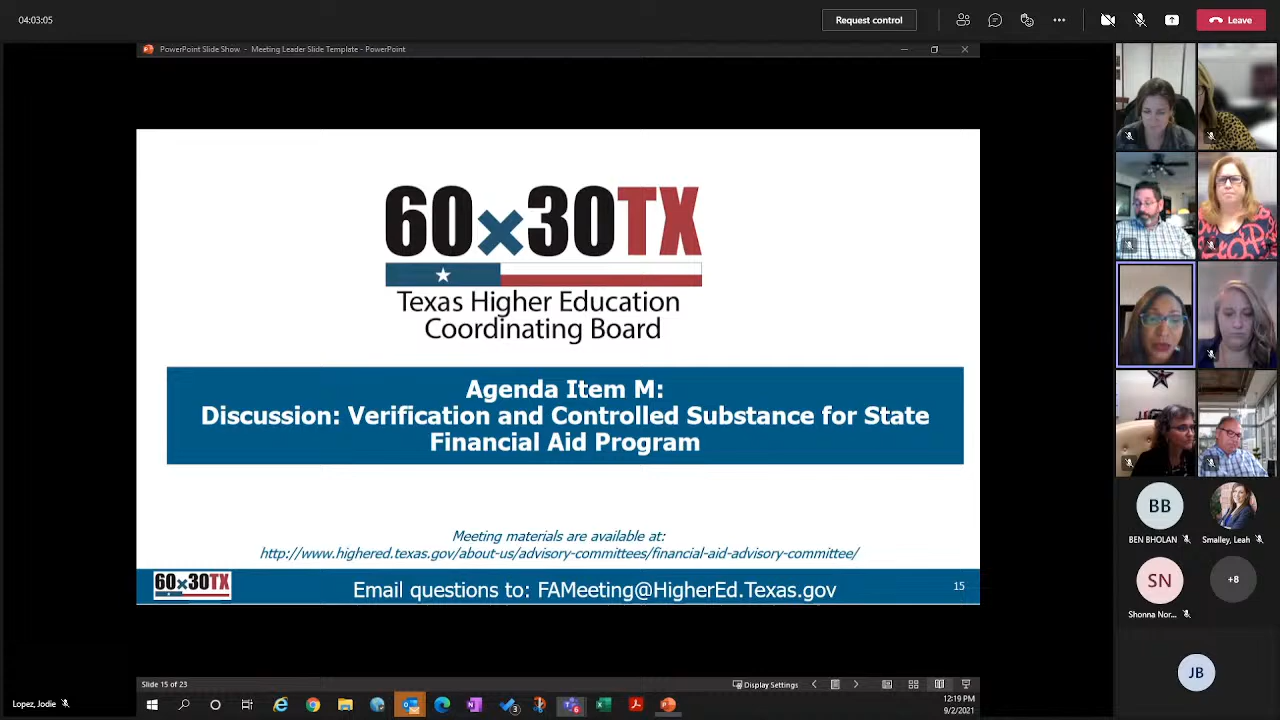 04:03:05
Request control
Leave
PowerPoint Slide Show - Meeting Leader Slide Template - PowerPoint
60x30TX
Texas Higher Education
Coordinating Board
Agenda Item M:
Discussion: Verification and Controlled Substance for State
Financial Aid Program
Meeting materials are available at:
http://www.highered.texas.gov/about-us/advisory-committees/financial-aid-advisory-committee/
60x30TX
Email questions to: FAMeeting@HigherEd.Texas.gov
15
BB
BEN BHOLAN
Smalley, Leah
SN
+8
Shonna Nor...
JB
Slide 15 of 23
Display Settings
Lopez, Jodie
3
6
12:19 PM
9/2/2021